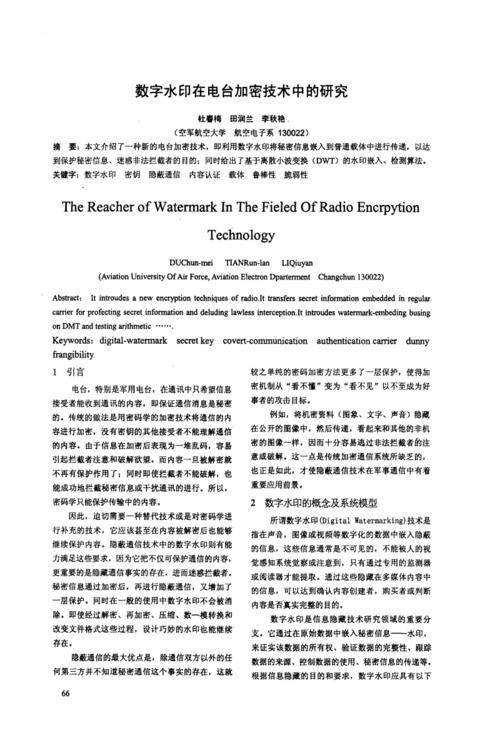 数字水印在电台加密技术中的研究
杜春梅 田润兰 李秋艳
(空军航空大学 航空电子系 130022)
摘 要：本文介绍了一种新的电台加密技术，即利用数字水印将秘密信息嵌入到普通载体中进行传递，以达
到保护秘密信息、迷惑非法拦截者的目的；同时给出了基于离散小波变换（DWT）的水印嵌入、检测算法。
关键字：数字水印 密钥 隐蔽通信 内容认证 载体 鲁棒性 脆弱性
The Reacher of Watermark In The Fieled Of Radio Encrpytion
Technology
DUChun-mei TIANRun-lan LIQiuyan
(Aviation University Of Air Force, Aviation Electron Dparterment Changchun 130022)
Abstract: It introudes a new encryption techniques of radio.It transfers secret information embedded in regular
carrier for profecting secret information and deluding lawless interception.It introudes watermark-embeding busing
on DMT and testing arithmetic ……
Keywords: digital-watermark secret key covert-communication authentication carrier dunny
frangibility
1 引言
电台，特别是军用电台，在通讯中只希望信息
接受者能收到通讯的内容，即保证通信消息是秘密
的。传统的做法是用密码学的加密技术将通信的内
容进行加密，没有密钥的其他接受者不能理解通信
的内容。由于信息在加密后表现为一堆乱码，容易
引起拦截者注意和破解欲望。而内容一旦被解密就
不再有保护作用了；同时即使拦截者不能破解，也
能成功地拦截秘密信息或干扰通讯的进行。所以，
密码学只能保护传输中的内容。
因此，迫切需要一种替代技术或是对密码学进
行补充的技术，它应该甚至在内容被解密后也能够
继续保护内容。隐蔽通信技术中的数字水印则有能
力满足这些要求，因为它把不仅可保护通信的内容，
更重要的是隐藏通信事实的存在，进而迷惑拦截者。
秘密信息通过加密后，再进行隐蔽通信，又增加了
一层保护。同时在一般的使用中数字水印不会被消
除。即使经过解密、再加密、压缩、数—模转换和
改变文件格式这些过程，设计巧妙的水印也能继续
存在。
隐蔽通信的最大优点是，除通信双方以外的任
何第三方并不知道秘密通信这个事实的存在，这就
较之单纯的密码加密方法更多了一层保护，使得加
密机制从“看不懂”变为“看不见”以不至成为好
事者的攻击目标。
例如，将机密资料（图象、文字、声音）隐藏
在公开的图像中，然后传递，看起来和其他的非机
密的图像一样，因而十分容易逃过非法拦截者的注
意或破解。这一点是传统加密通信系统所缺乏的，
也正是如此，才使隐蔽通信技术在军事通信中有着
重要应用前景。
2 数字水印的概念及系统模型
所谓数字水印(Digital Watermarking)技术是
指在声音，图像或视频等数字化的数据中嵌入隐蔽
的信息，这些信息通常是不可见的，不能被人的视
觉感知系统觉察或注意到，只有通过专用的监测器
或阅读器才能提取。通过这些隐藏在多媒体内容中
的信息，可以达到确认内容创建者，购买者或判断
内容是否真实完整的目的。
数字水印是信息隐藏技术研究领域的重要分
支。它通过在原始数据中嵌入秘密信息——水印，
来证实该数据的所有权、验证数据的完整性、跟踪
数据的来源、控制数据的使用、秘密信息的传递等。
根据信息隐藏的目的和要求，数字水印应具有以下
66